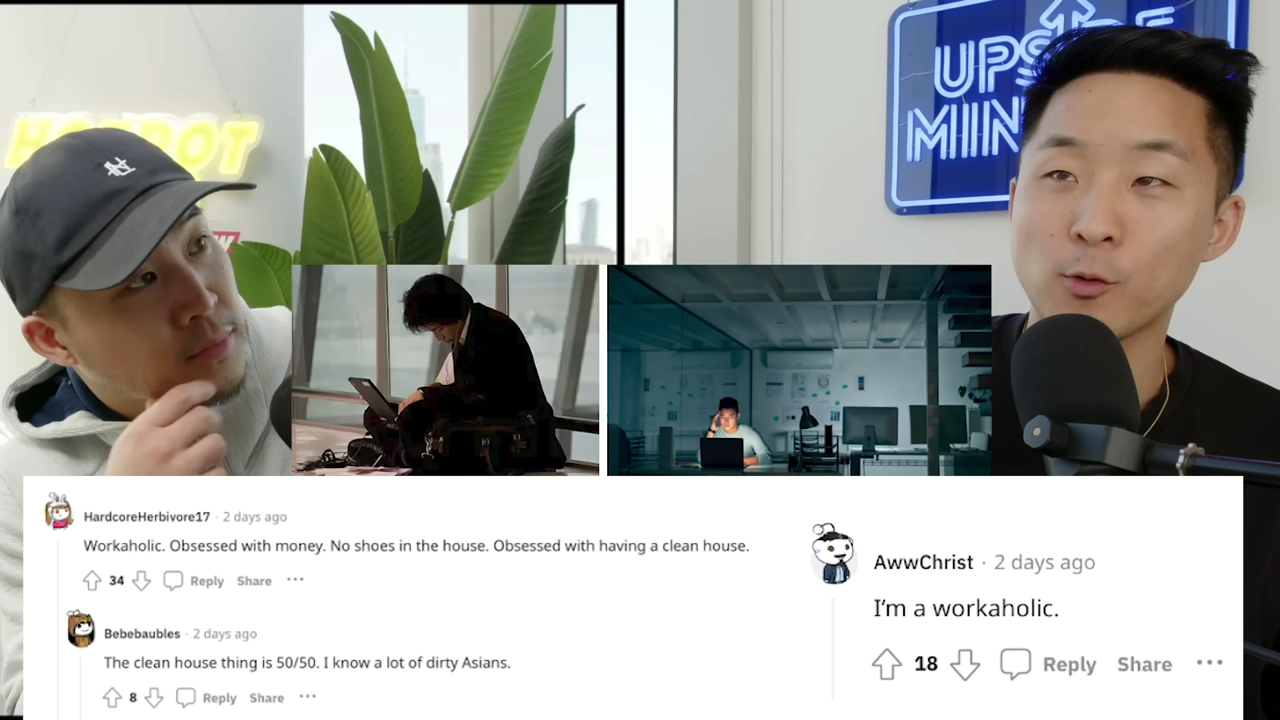 UPS
MIN
HardcoreHerbivore17 · 2 days ago
Workaholic. Obsessed with money. No shoes in the house. Obsessed with having a clean house.
34 Reply Share ···
Bebebaubles · 2 days ago
The clean house thing is 50/50. I know a lot of dirty Asians.
8 Reply Share ···
AwwChrist · 2 days ago
I'm a workaholic.
18 Reply Share ···